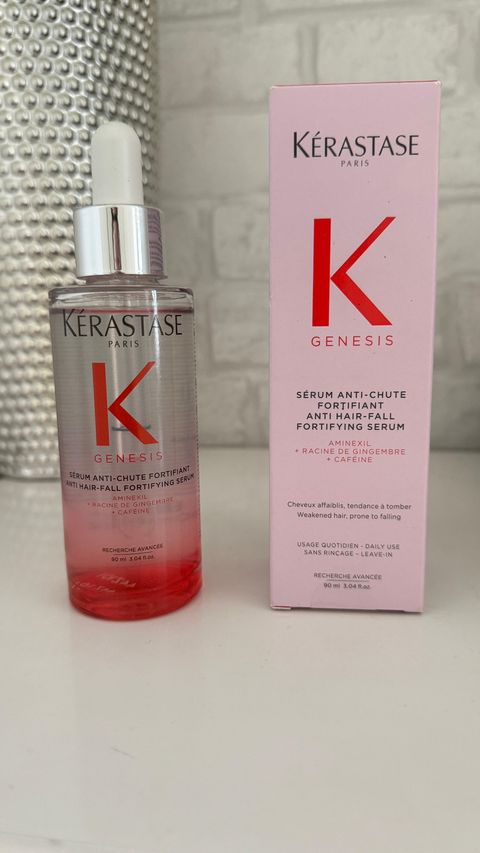 KÉRASTASE
PARIS
K
GENESIS
SÉRUM ANTI-CHUTE FORTIFIANT
ANTI HAIR-FALL FORTIFYING SERUM
AMINEXIL
+ RACINE DE GINGEMBRE
+ CAFÉINE
RECHERCHE AVANCÉE
90 ml 3.04 fl.oz.
KÉRASTASE
PARIS
K
GENESIS
SÉRUM ANTI-CHUTE
FORTIFIANT
ANTI HAIR-FALL
FORTIFYING SERUM
AMINEXIL
+ RACINE DE GINGEMBRE
+ CAFÉINE
Cheveux affaiblis, tendance à tomber
Weakened hair, prone to falling
USAGE QUOTIDIEN - DAILY USE
SANS RINÇAGE - LEAVE-IN
RECHERCHE AVANCÉE
90 ml 3.04 fl.oz.